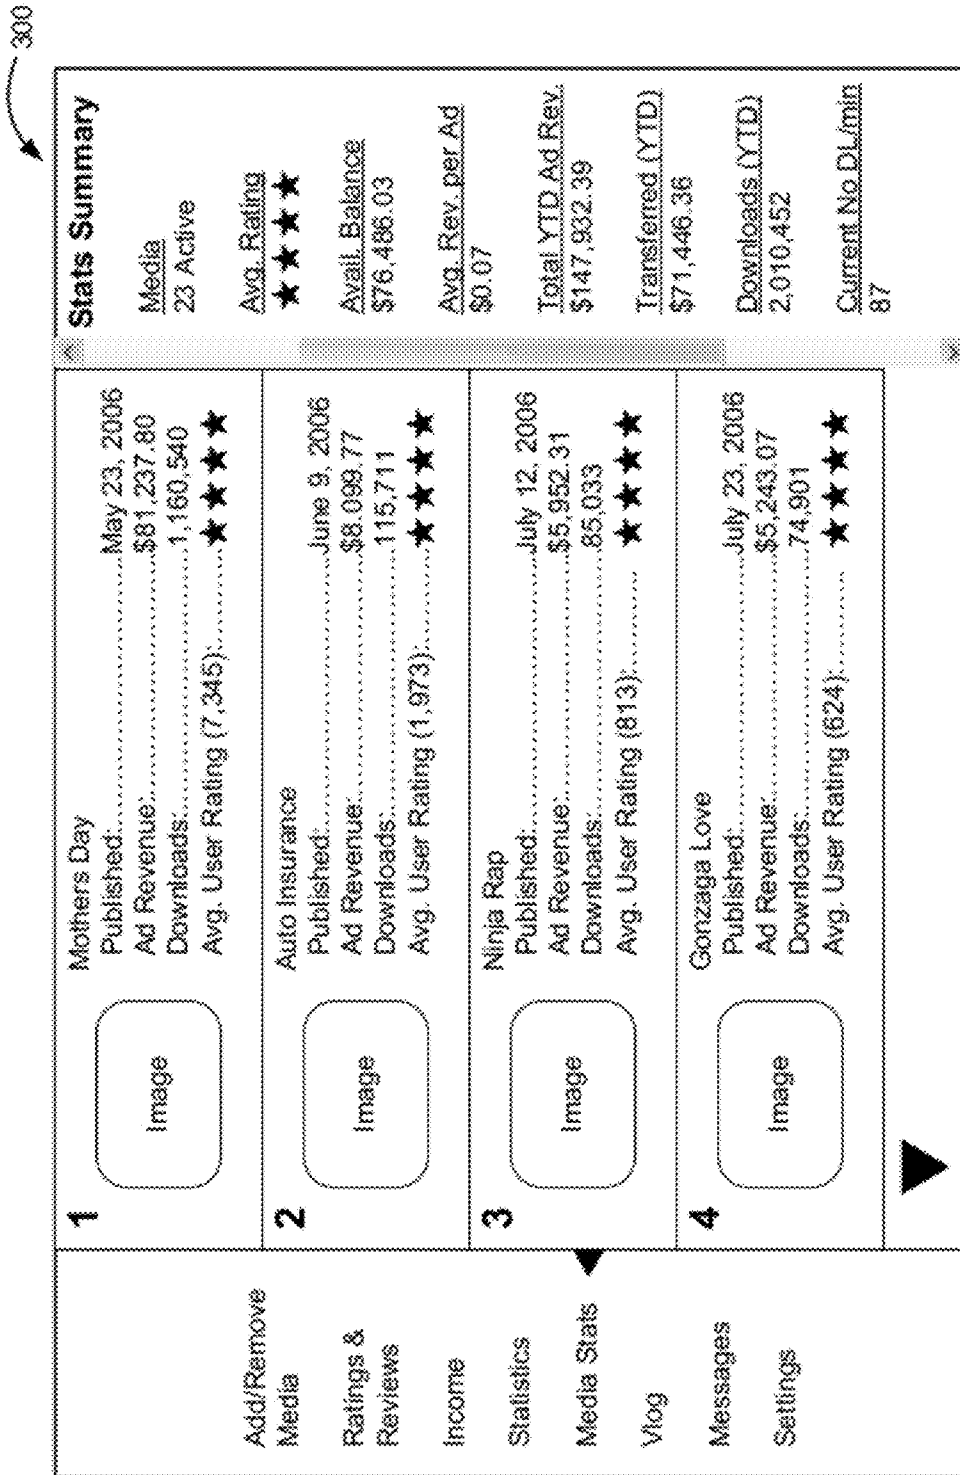 300
Add/Remove
Media
Ratings &
Reviews
Income
Statistics
Media Stats
Vlog
Messages
Settings
1
Image
Mothers Day
Published:..............................May 23, 2006
Ad Revenue:..........................$81,237.80
Downloads:...........................1,160,540
Avg. User Rating (7,345):.........★★★★
2
Image
Auto Insurance
Published:..............................June 9, 2006
Ad Revenue:..........................$8.099.77
Downloads:...........................115,711
Avg. User Rating (1,973):.........★★★★
3
Image
Ninja Rap
Published:..............................July 12, 2006
Ad Revenue:..........................$5,952.31
Downloads:...........................85,033
Avg. User Rating (813):......... ★★★★
4
Image
Gonzaga Love
Published:..............................July 23, 2006
Ad Revenue:..........................$5,243.07
Downloads:...........................74,901
Avg. User Rating (624):......... ★★★★
Stats Summary
Media
23 Active
Avg. Rating
★★★★
Avail. Balance
$76,486.03
Avg. Rev. per Ad
$0.07
Total YTD Ad Rev.
$147,932.39
Transferred (YTD)
$71,446.36
Downloads (YTD)
2,010,452
Current No DL/min
87